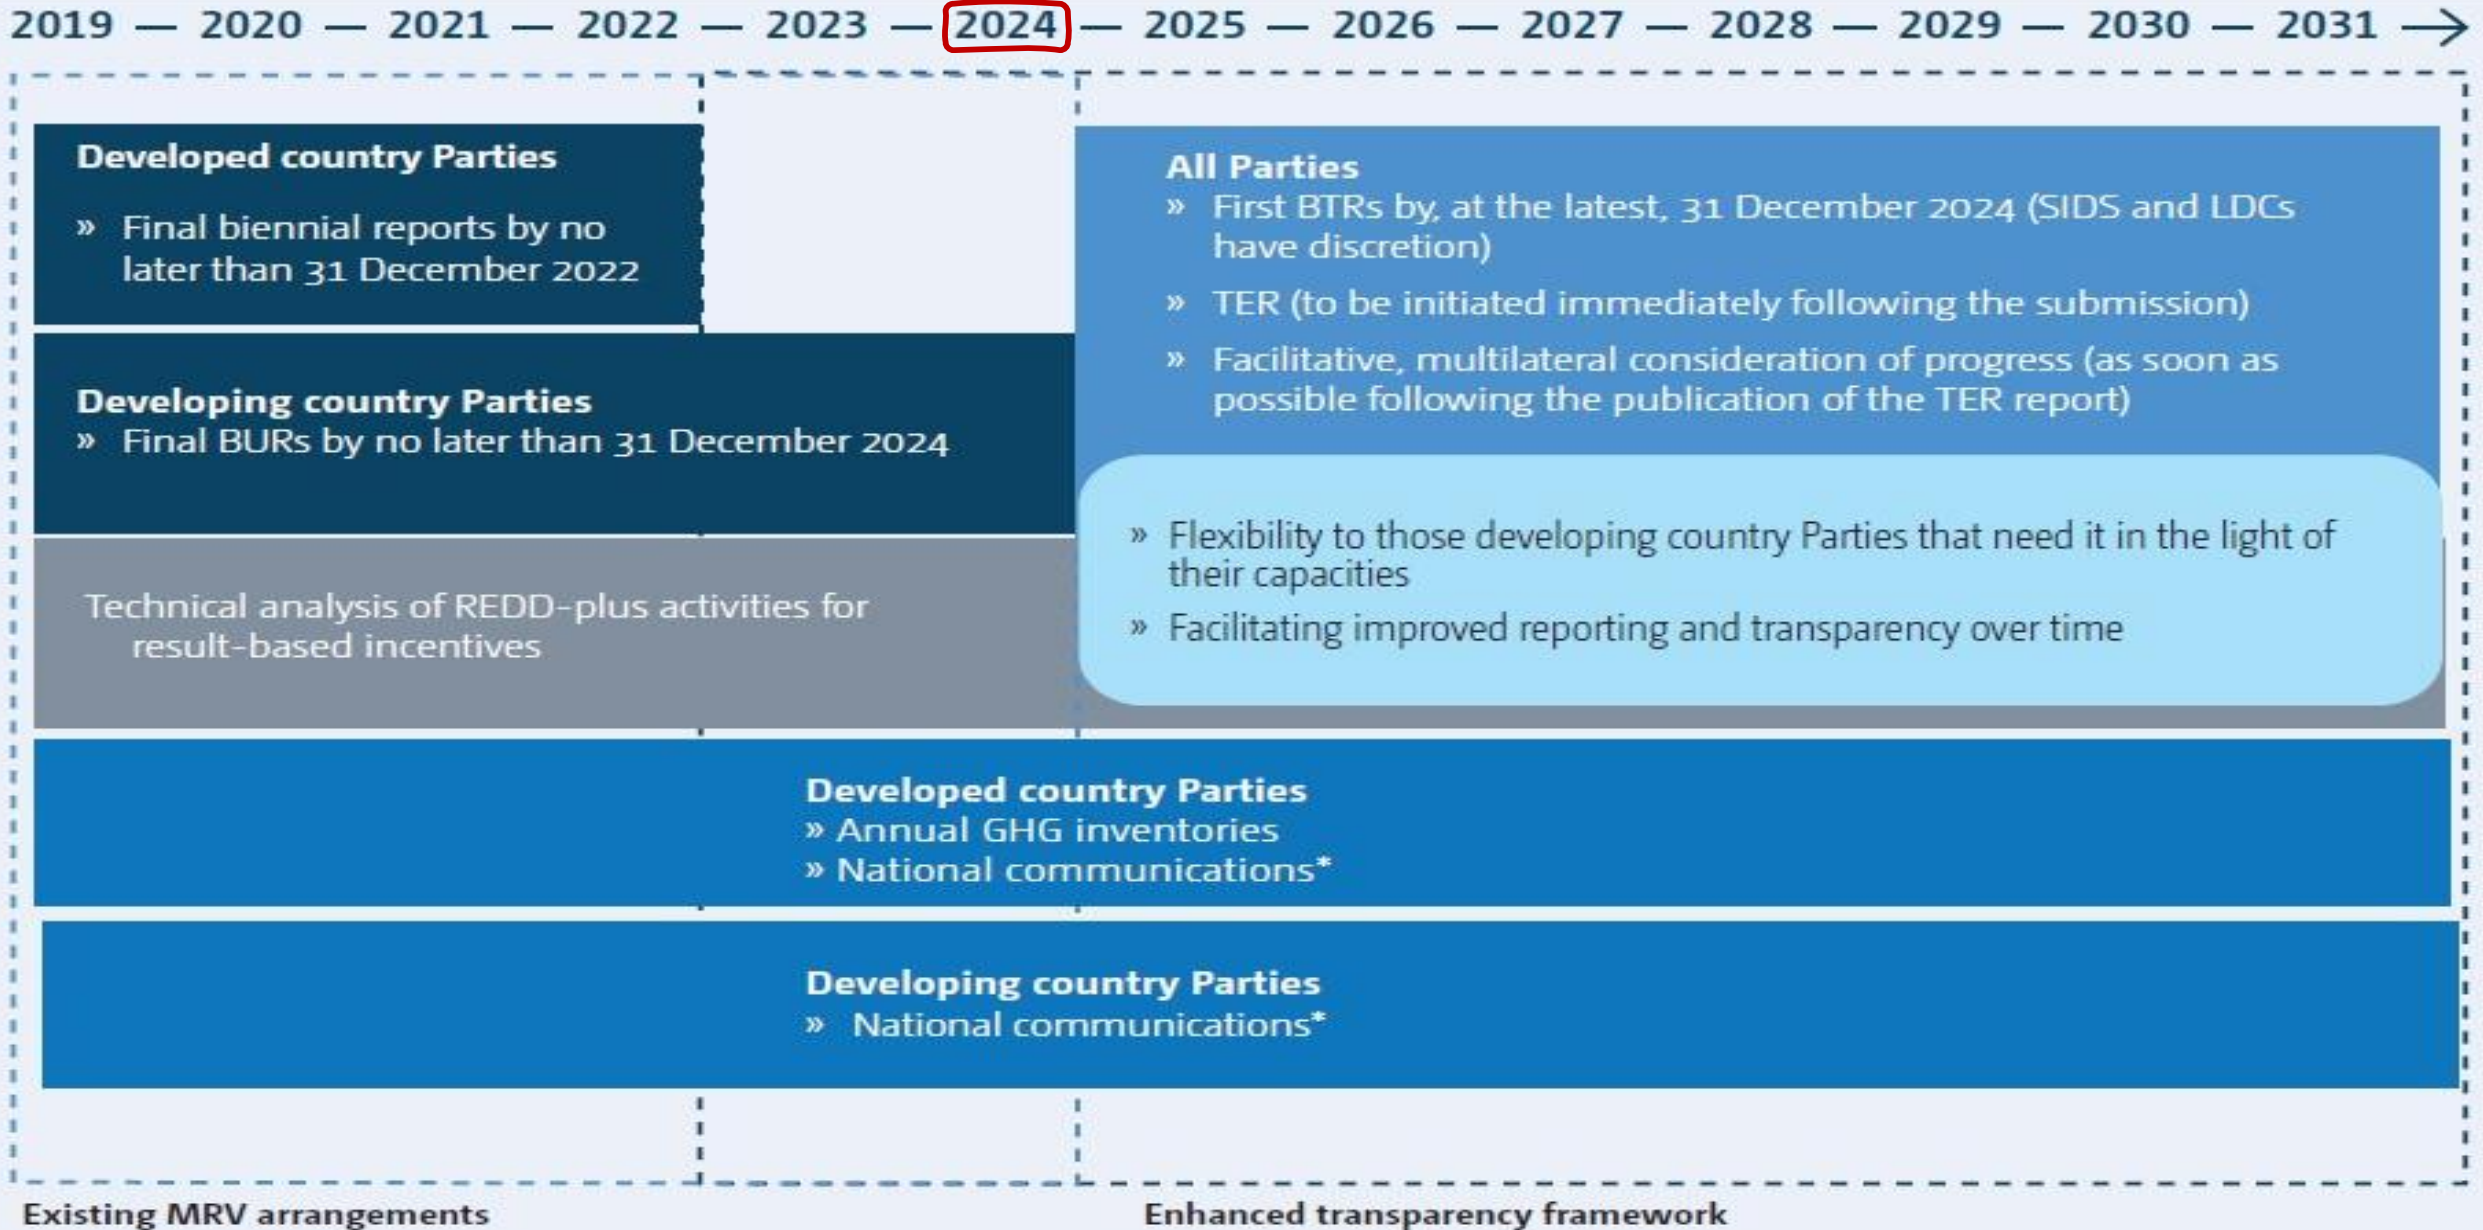 2019 — 2020 — 2021 — 2022 — 2023 — 2024 — 2025 — 2026 — 2027 — 2028 — 2029 — 2030 — 2031
Developed country Parties
» Final biennial reports by no
later than 31 December 2022
Developing country Parties
» Final BURs by no later than 31 December 2024
Technical analysis of REDD-plus activities for
result-based incentives
All Parties
» First BTRs by, at the latest, 31 December 2024 (SIDS and LDCs
have discretion)
» TER (to be initiated immediately following the submission)
» Facilitative, multilateral consideration of progress (as soon as
possible following the publication of the TER report)
» Flexibility to those developing country Parties that need it in the light of
their capacities
» Facilitating improved reporting and transparency over time
Developed country Parties
» Annual GHG inventories
» National communications*
Developing country Parties
» National communications*
Existing MRV arrangements
Enhanced transparency framework